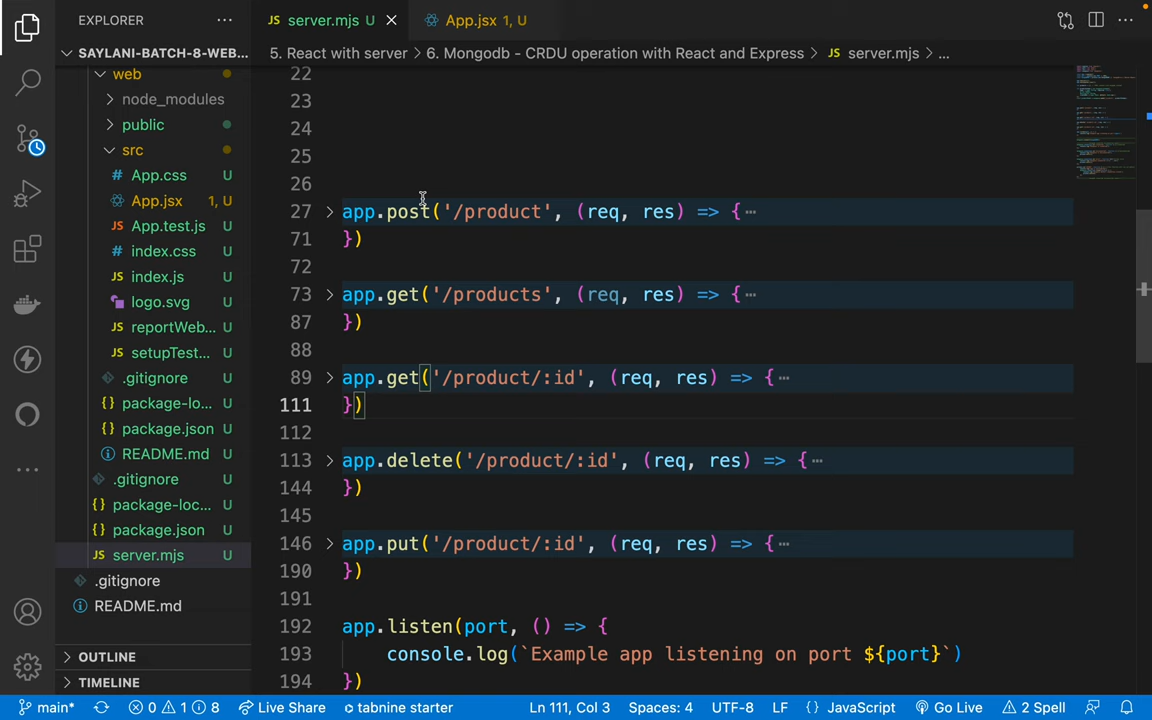 EXPLORER
SAYLANI-BATCH-8-WEB...
web
node_modules
public
src
App.css U
App.jsx 1, U
App.test.js U
index.css U
index.js U
logo.svg U
reportWeb... U
setupTest... U
.gitignore U
package-lo... U
package.json U
README.md U
.gitignore U
package-loc... U
package.json U
server.mjs U
.gitignore
README.md
OUTLINE
TIMELINE
server.mjs U
App.jsx 1, U
5. React with server > 6. Mongodb - CRDU operation with React and Express > server.mjs > ...
22
23
24
25
26
27 app.post('/product', (req, res) => {
71 })
72
73 app.get('/products', (req, res) => {
87 })
88
89 app.get('/product/:id', (req, res) => {
111 })
112
113 app.delete('/product/:id', (req, res) => {
144 })
145
146 app.put('/product/:id', (req, res) => {
190 })
191
192 app.listen(port, () => {
193 console.log(`Example app listening on port ${port}`)
194 })
main* 0 1 8 Live Share tabnine starter Ln 111, Col 3 Spaces: 4 UTF-8 LF {} JavaScript Go Live 2 Spell